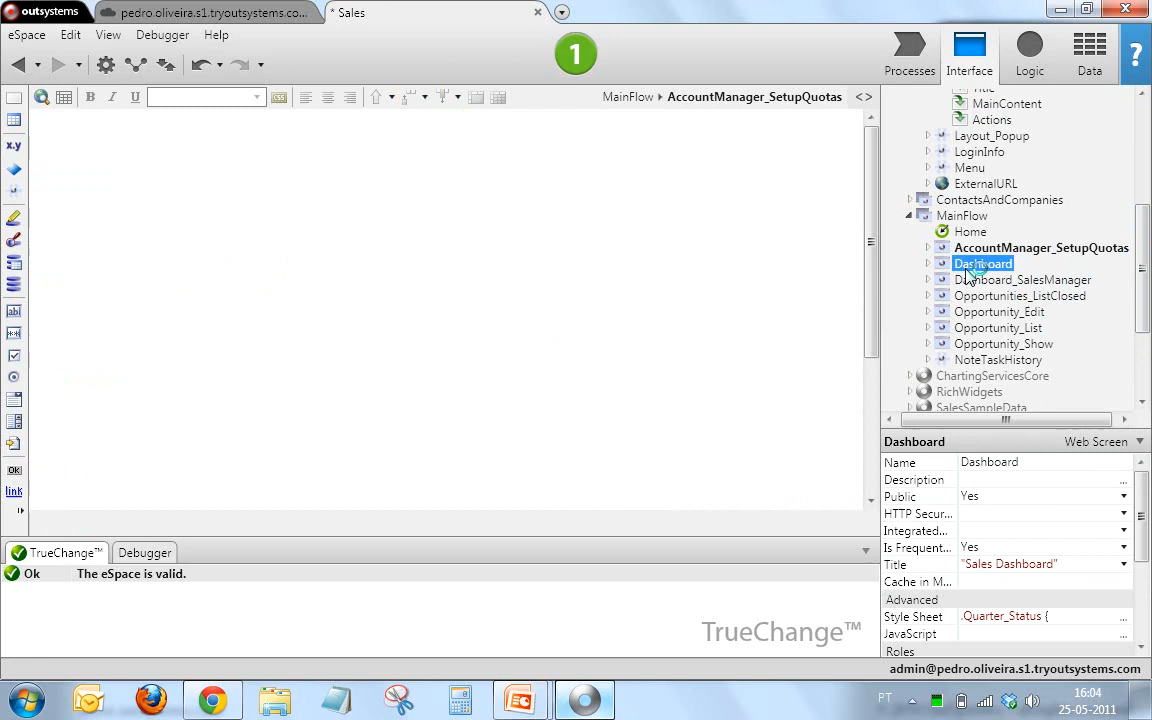 outsystems
pedro.oliveira.s1.tryoutsystems.co...
* Sales
eSpace Edit View Debugger Help
1
Processes Interface Logic Data ?
B I U
MainFlow AccountManager_SetupQuotas <>
x.y
abl
OK
link
MainContent
Actions
Layout_Popup
LoginInfo
Menu
ExternalURL
ContactsAndCompanies
MainFlow
Home
AccountManager_SetupQuotas
Dashboard
Dashboard_SalesManager
Opportunities_ListClosed
Opportunity_Edit
Opportunity_List
Opportunity_Show
NoteTaskHistory
ChartingServicesCore
RichWidgets
SalesSampleData
Dashboard Web Screen
Name Dashboard
Description ...
Public Yes
HTTP Secur...
Integrated...
Is Frequent... Yes
Title "Sales Dashboard"
Cache in M...
Advanced
Style Sheet .Quarter_Status { ...
JavaScript ...
Roles
TrueChange™ Debugger
Ok The eSpace is valid.
TrueChange™
admin@pedro.oliveira.s1.tryoutsystems.com
PT
16:04
25-05-2011